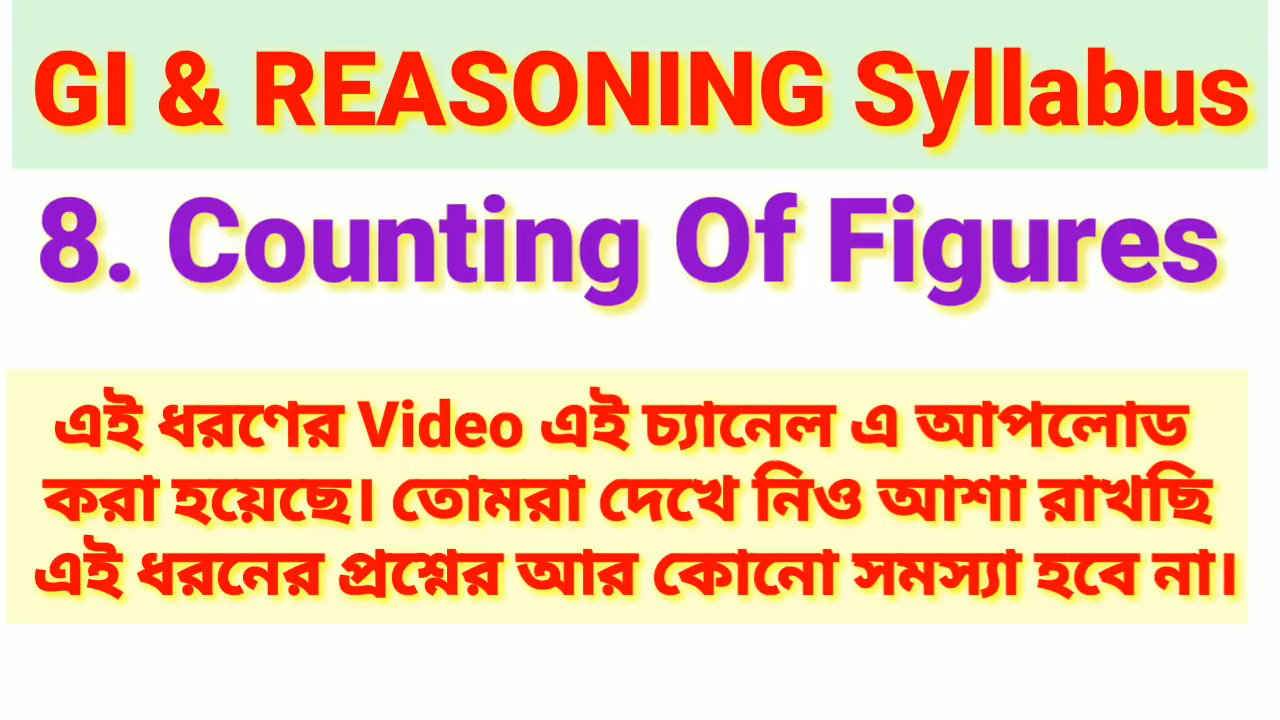 GI & REASONING Syllabus
8. Counting Of Figures
এই ধরণের Video এই চ্যানেল এ আপলোড
করা হয়েছে। তোমরা দেখে নিও আশা রাখছি
এই ধরনের প্রশ্নের আর কোনো সমস্যা হবে না।